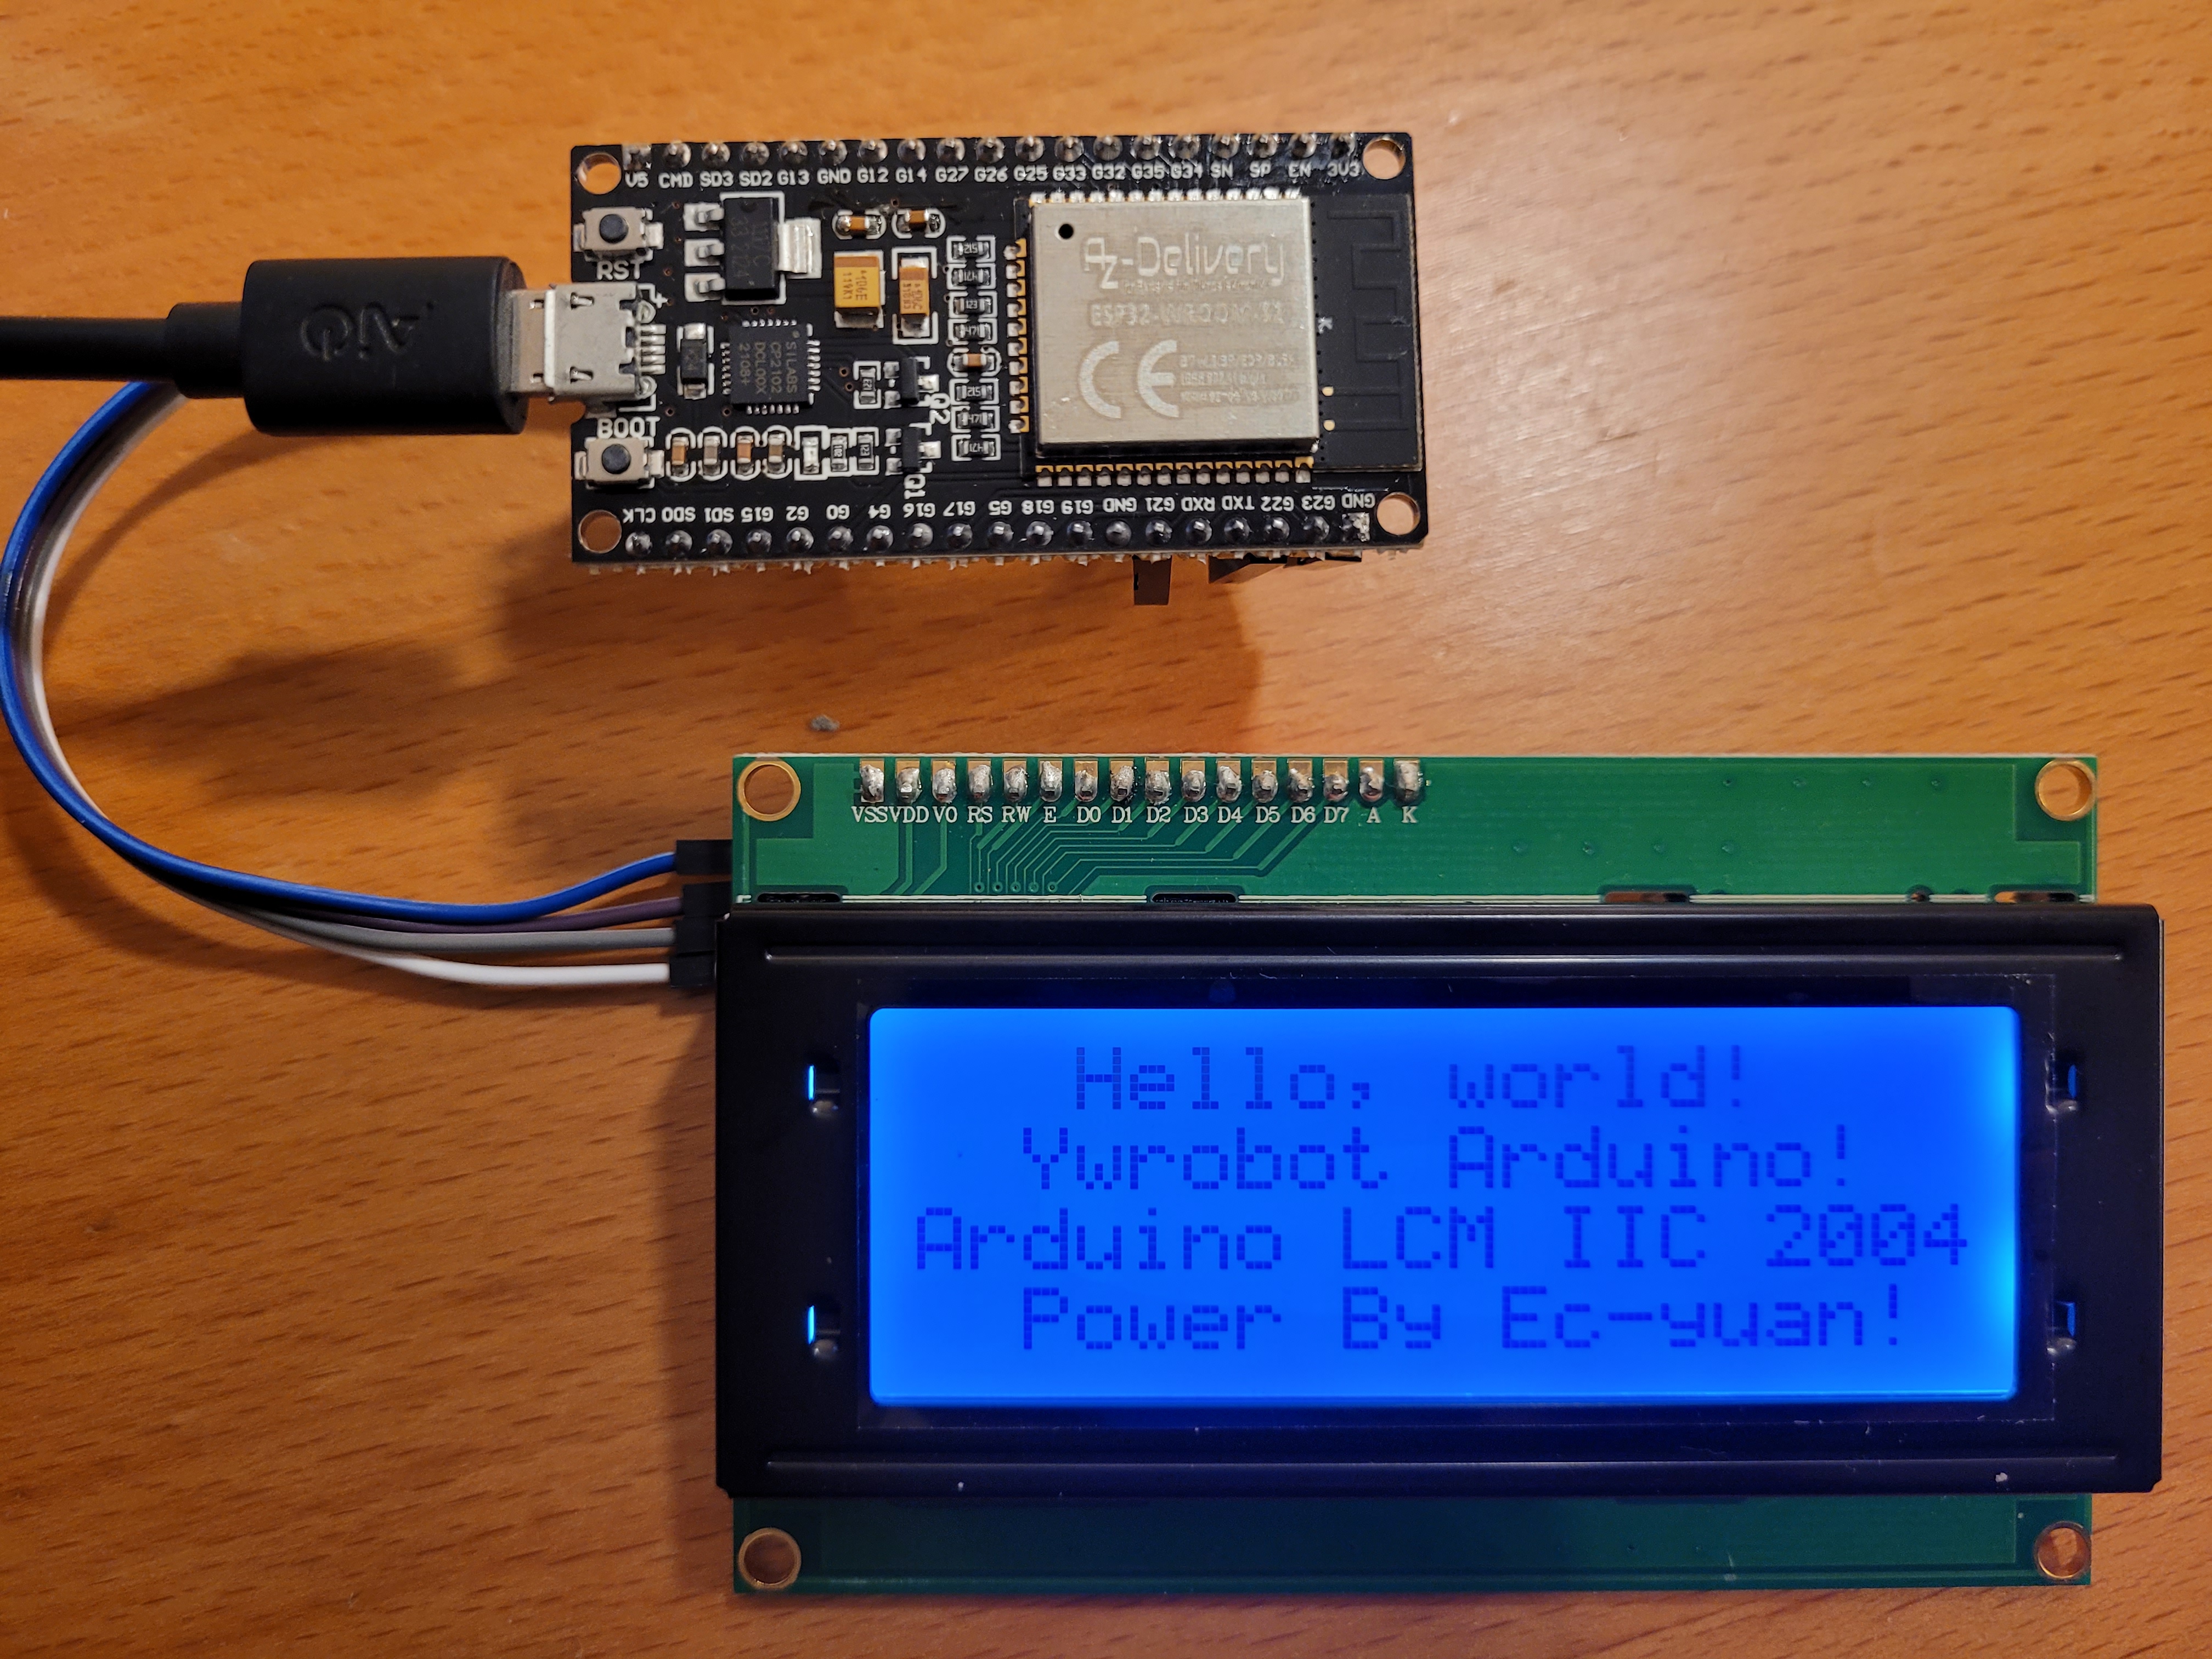 V5 CMD SD3 SD2 G13 GND G12 G14 G27 G26 G25 G33 G32 G35 G34 SN SP EN 3V3
RST
Az-Delivery
ESP32-WROOM-32
CE
SILABS
CP2102
DCL00X
2108+
AiO
Q2
BOOT
Q1
CLK SD0 SD1 G15 G2 G0 G4 G16 G17 G5 G18 G19 GND G21 RXD TXD G22 G23 GND
VSS VDD V0 RS RW E D0 D1 D2 D3 D4 D5 D6 D7 A K
Hello, world!
Ywrobot Arduino!
Arduino LCM IIC 2004
Power By Ec-yuan!